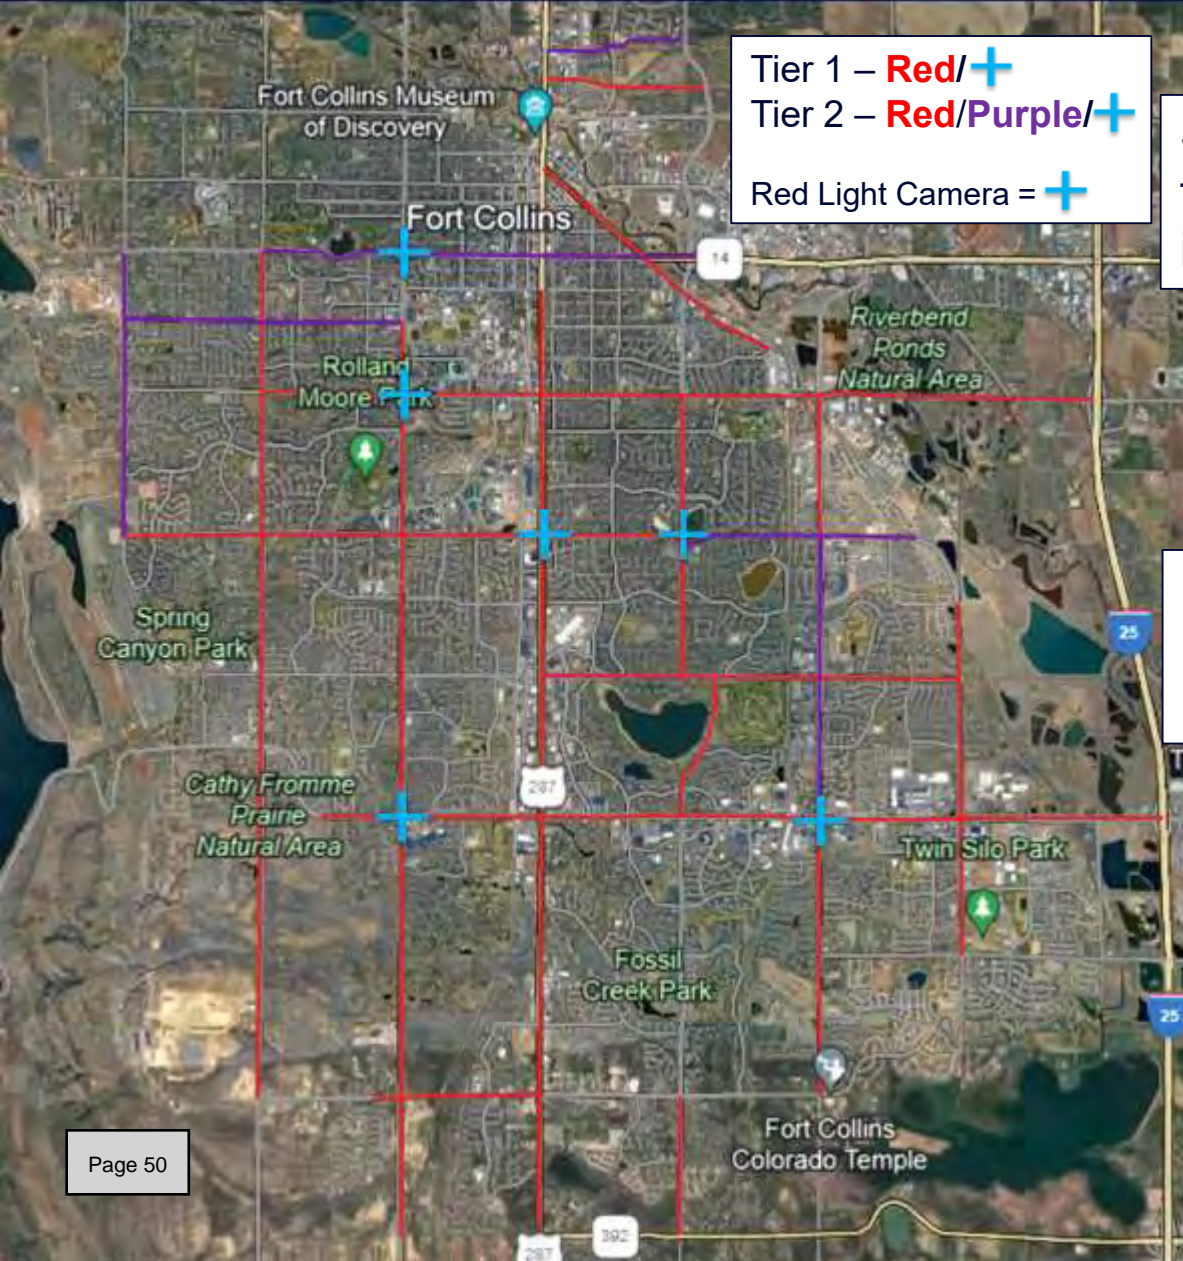 Tier 1 – Red/
Tier 2 – Red/Purple/
Red Light Camera =
Fort Collins Museum
of Discovery
Fort Collins
14
Riverbend
Ponds
Natural Area
Rolland
Moore Park
25
Spring
Canyon Park
287
Cathy Fromme
Prairie
Natural Area
Twin Silo Park
Fossil
Creek Park
25
Fort Collins
Colorado Temple
Page 50
392
287